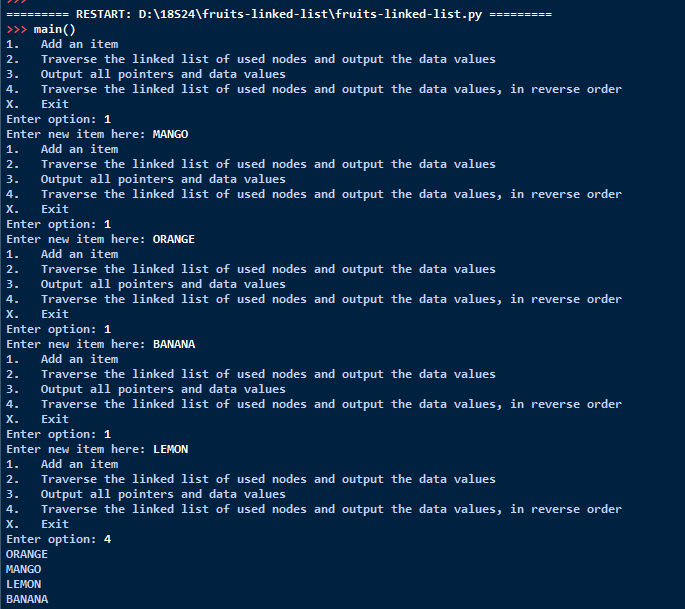 ========= RESTART: D:\18S24\fruits-linked-list\fruits-linked-list.py =========
>>> main()
1.   Add an item
2.   Traverse the linked list of used nodes and output the data values
3.   Output all pointers and data values
4.   Traverse the linked list of used nodes and output the data values, in reverse order
X.   Exit
Enter option: 1
Enter new item here: MANGO
1.   Add an item
2.   Traverse the linked list of used nodes and output the data values
3.   Output all pointers and data values
4.   Traverse the linked list of used nodes and output the data values, in reverse order
X.   Exit
Enter option: 1
Enter new item here: ORANGE
1.   Add an item
2.   Traverse the linked list of used nodes and output the data values
3.   Output all pointers and data values
4.   Traverse the linked list of used nodes and output the data values, in reverse order
X.   Exit
Enter option: 1
Enter new item here: BANANA
1.   Add an item
2.   Traverse the linked list of used nodes and output the data values
3.   Output all pointers and data values
4.   Traverse the linked list of used nodes and output the data values, in reverse order
X.   Exit
Enter option: 1
Enter new item here: LEMON
1.   Add an item
2.   Traverse the linked list of used nodes and output the data values
3.   Output all pointers and data values
4.   Traverse the linked list of used nodes and output the data values, in reverse order
X.   Exit
Enter option: 4
ORANGE
MANGO
LEMON
BANANA